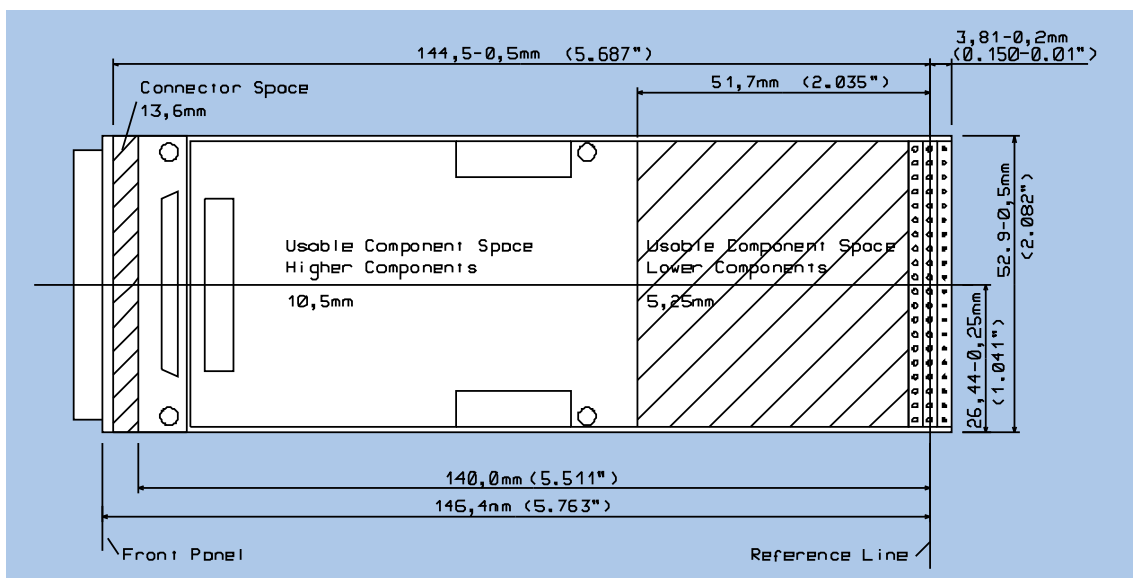 3,81-0,2mm
144,5-0,5mm (5.687")
(0.150-0.01")
51,7mm (2.035")
Connector Space
13,6mm
52.9-0,5mm
(2.082")
Usable Component Space
Higher Components
10,5mm
Usable Component Space
Lower Components
5,25mm
26,44-0,25mm
(1.041")
140,0mm (5.511")
146,4mm (5.763")
Front Panel
Reference Line